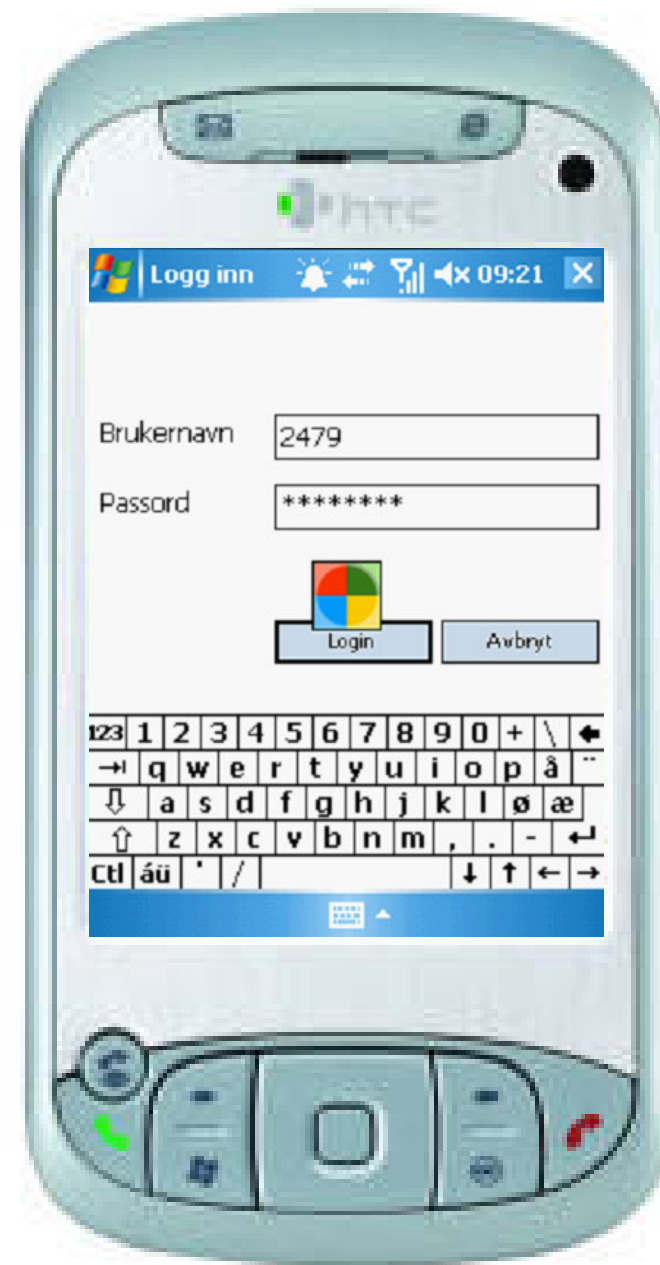 htc
Logg inn 09:21
Brukernavn 2479
Passord ********
Login Avbryt
123 1 2 3 4 5 6 7 8 9 0 + \
q w e r t y u i o p å ¨
a s d f g h j k l ø æ
z x c v b n m , . -
Ctl áü ' /